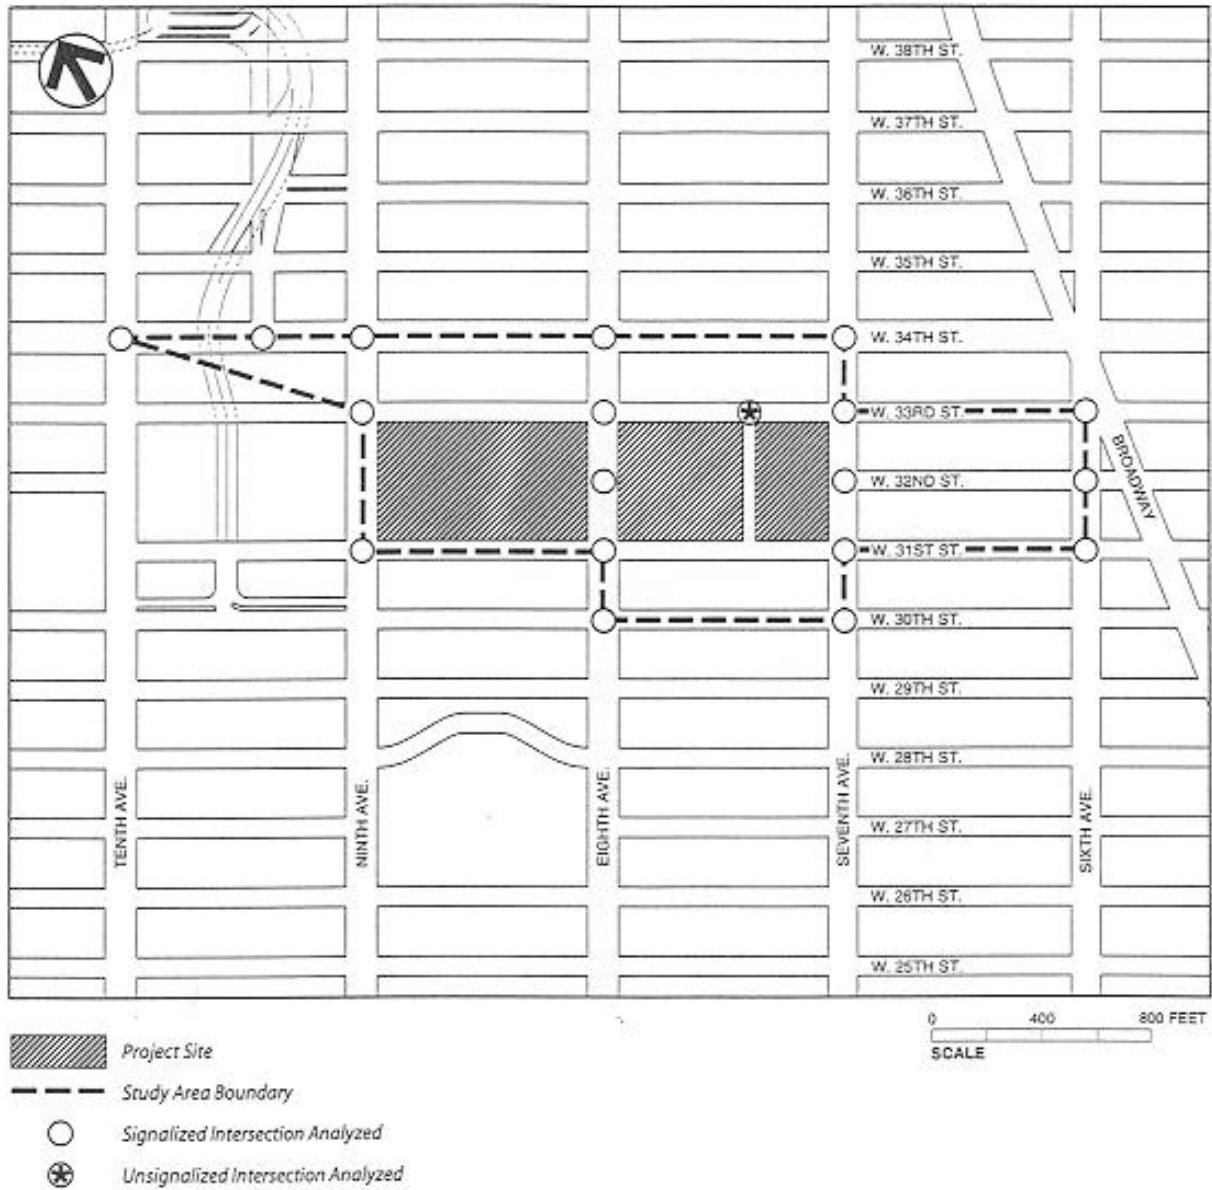 W. 38TH ST.
W. 37TH ST.
W. 36TH ST.
W. 35TH ST.
W. 34TH ST.
W. 33RD ST.
BROADWAY
W. 32ND ST.
W. 31ST ST.
W. 30TH ST.
W. 29TH ST.
W. 28TH ST.
TENTH AVE.
NINTH AVE.
EIGHTH AVE.
SEVENTH AVE.
SIXTH AVE.
W. 27TH ST.
W. 26TH ST.
W. 25TH ST.
0 400 800 FEET
SCALE
Project Site
Study Area Boundary
Signalized Intersection Analyzed
Unsignalized Intersection Analyzed